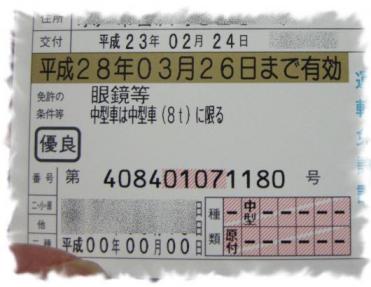 住所
交付 平成23年02月24日
平成28年03月26日まで有効
免許の
条件等
眼鏡等
中型車は中型車(8t)に限る
優良
番号 第 408401071180 号
二・小・原
他
二種 平成00年00月00日
種類
- 中型 - - - -
原付 - - - - -
運
転